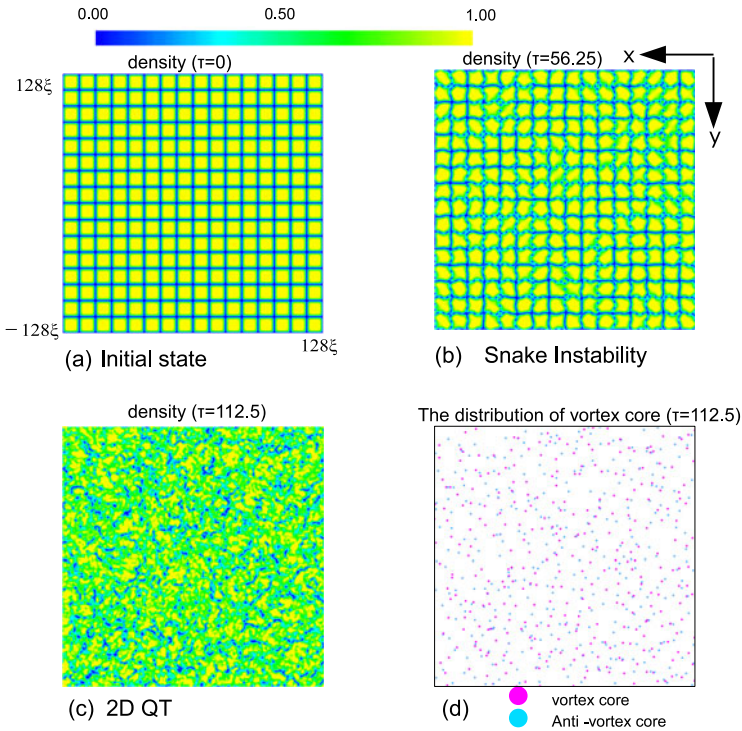 0.00 0.50 1.00
density (τ=0)
density (τ=56.25)
x
y
128ξ
−128ξ
128ξ
(a) Initial state
(b) Snake Instability
density (τ=112.5)
The distribution of vortex core (τ=112.5)
(c) 2D QT
(d)
vortex core
Anti -vortex core